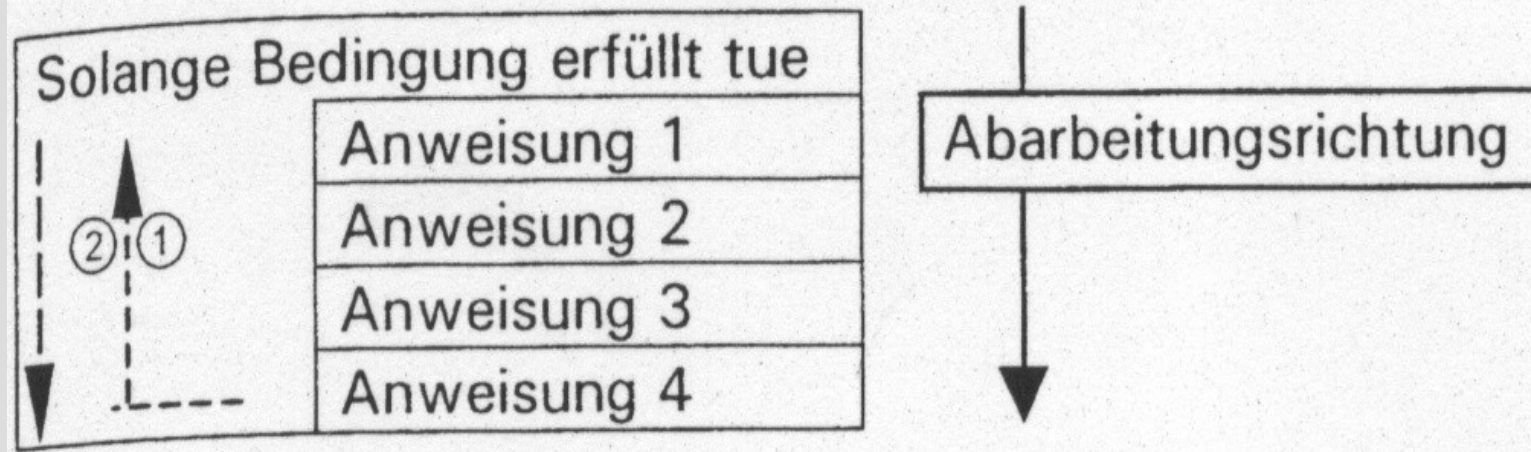 Solange Bedingung erfüllt tue
Anweisung 1
② ①
Anweisung 2
Anweisung 3
Anweisung 4
Abarbeitungsrichtung